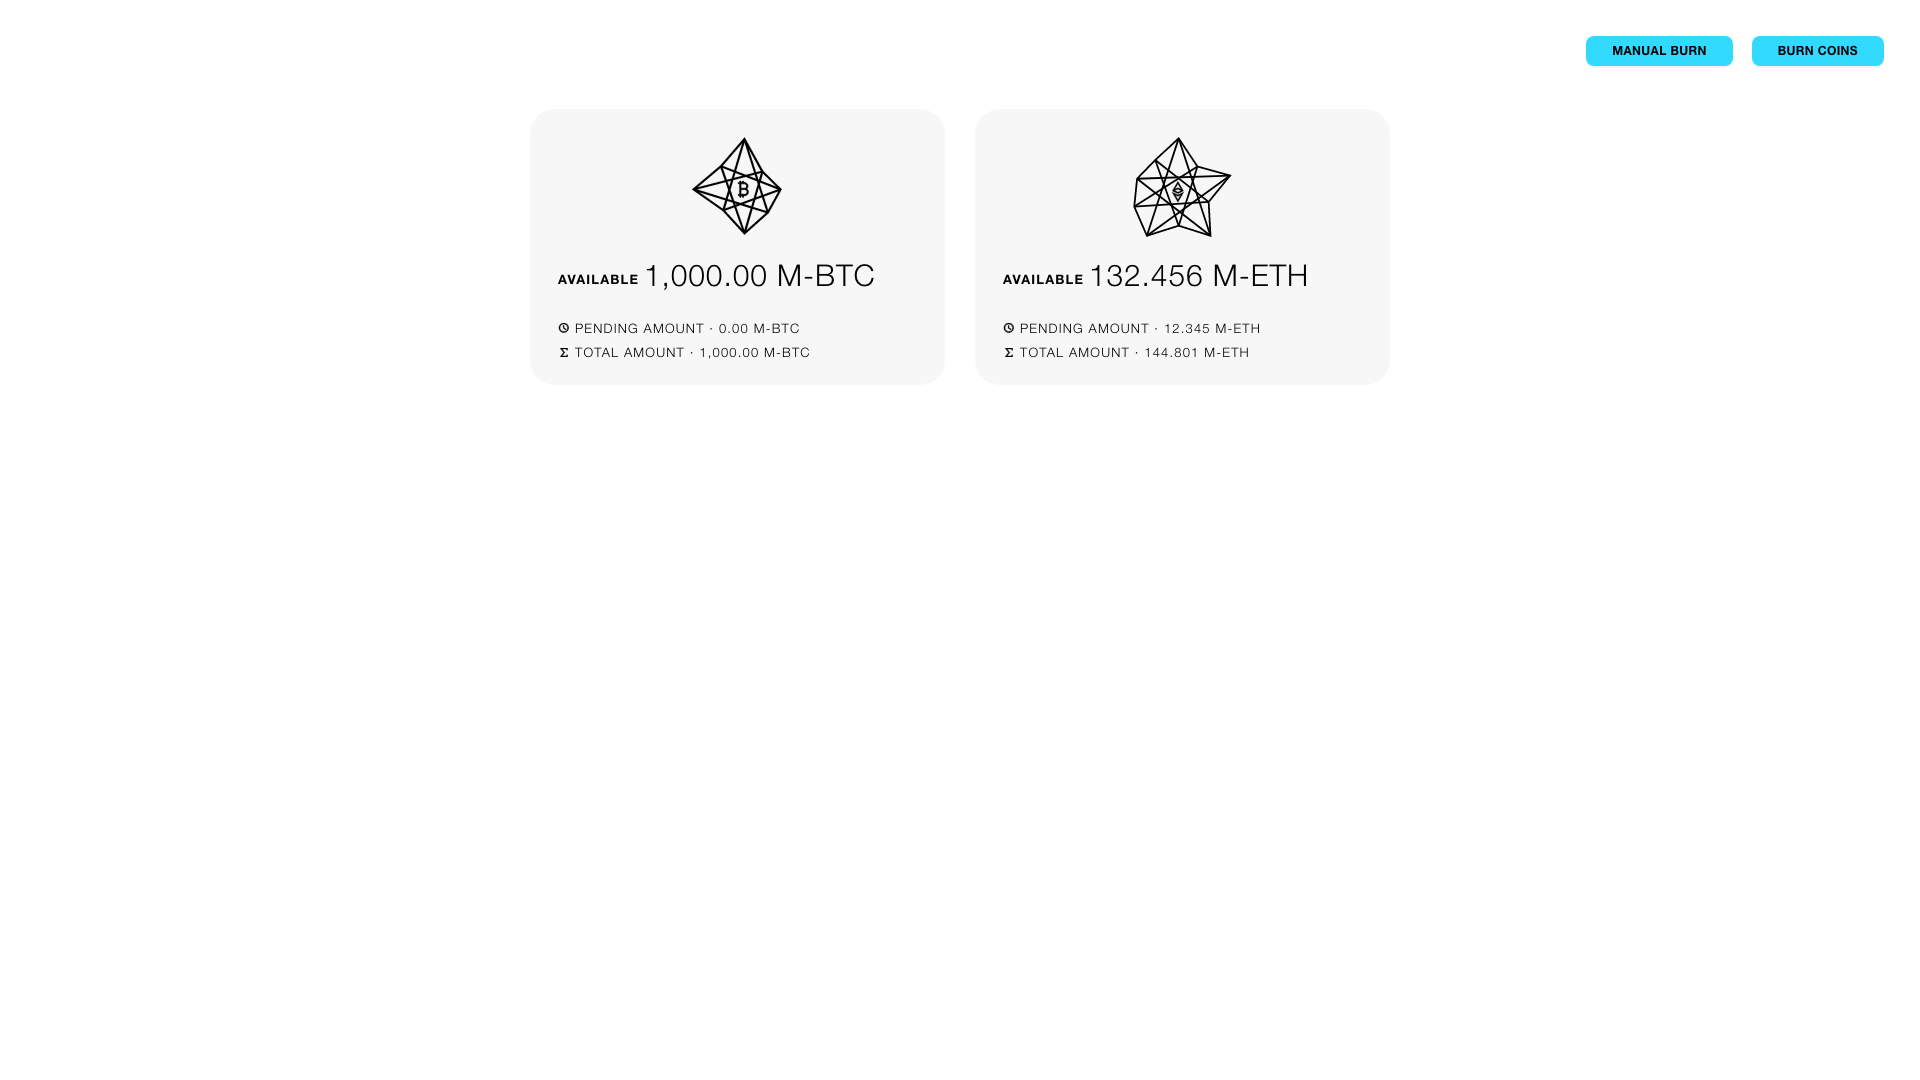 MANUAL BURN
BURN COINS
AVAILABLE 1,000.00 M-BTC
PENDING AMOUNT · 0.00 M-BTC
Σ TOTAL AMOUNT · 1,000.00 M-BTC
AVAILABLE 132.456 M-ETH
PENDING AMOUNT · 12.345 M-ETH
Σ TOTAL AMOUNT · 144.801 M-ETH